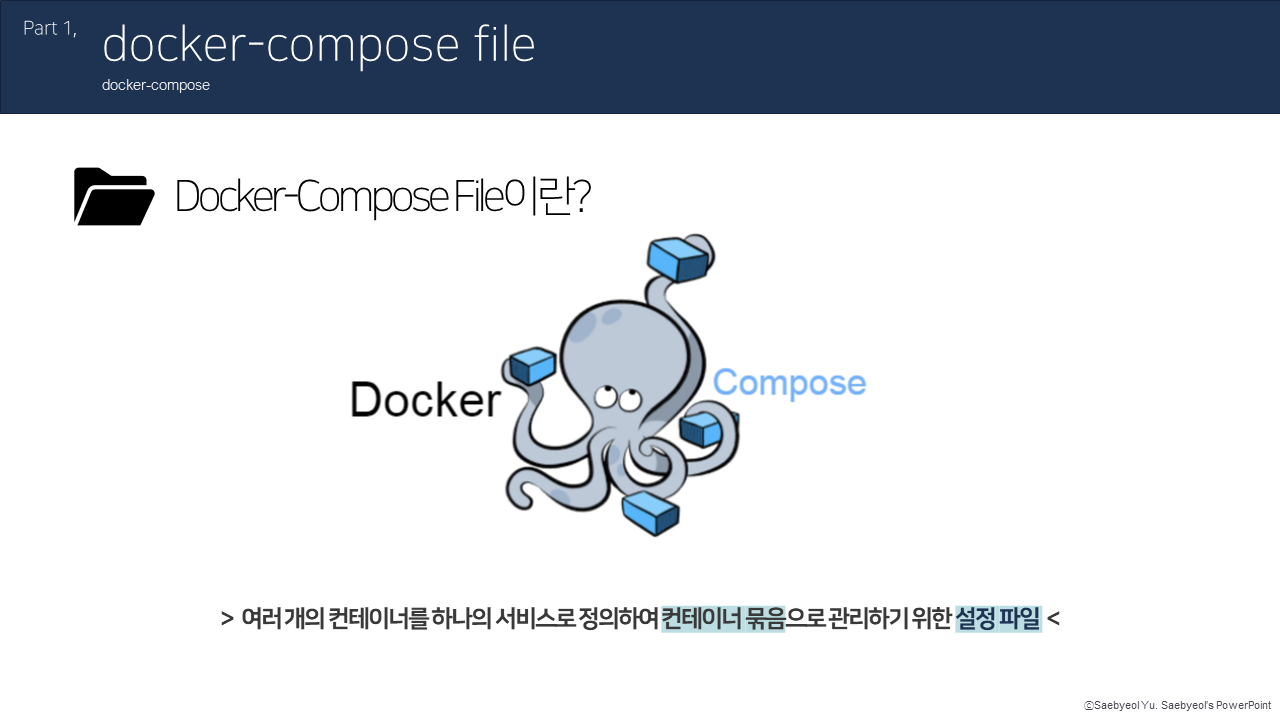 Part 1,
docker-compose file
docker-compose
Docker-Compose File이란?
Docker
Compose
> 여러 개의 컨테이너를 하나의 서비스로 정의하여 컨테이너 묶음으로 관리하기 위한 설정 파일 <
ⓒSaebyeol Yu. Saebyeol's PowerPoint